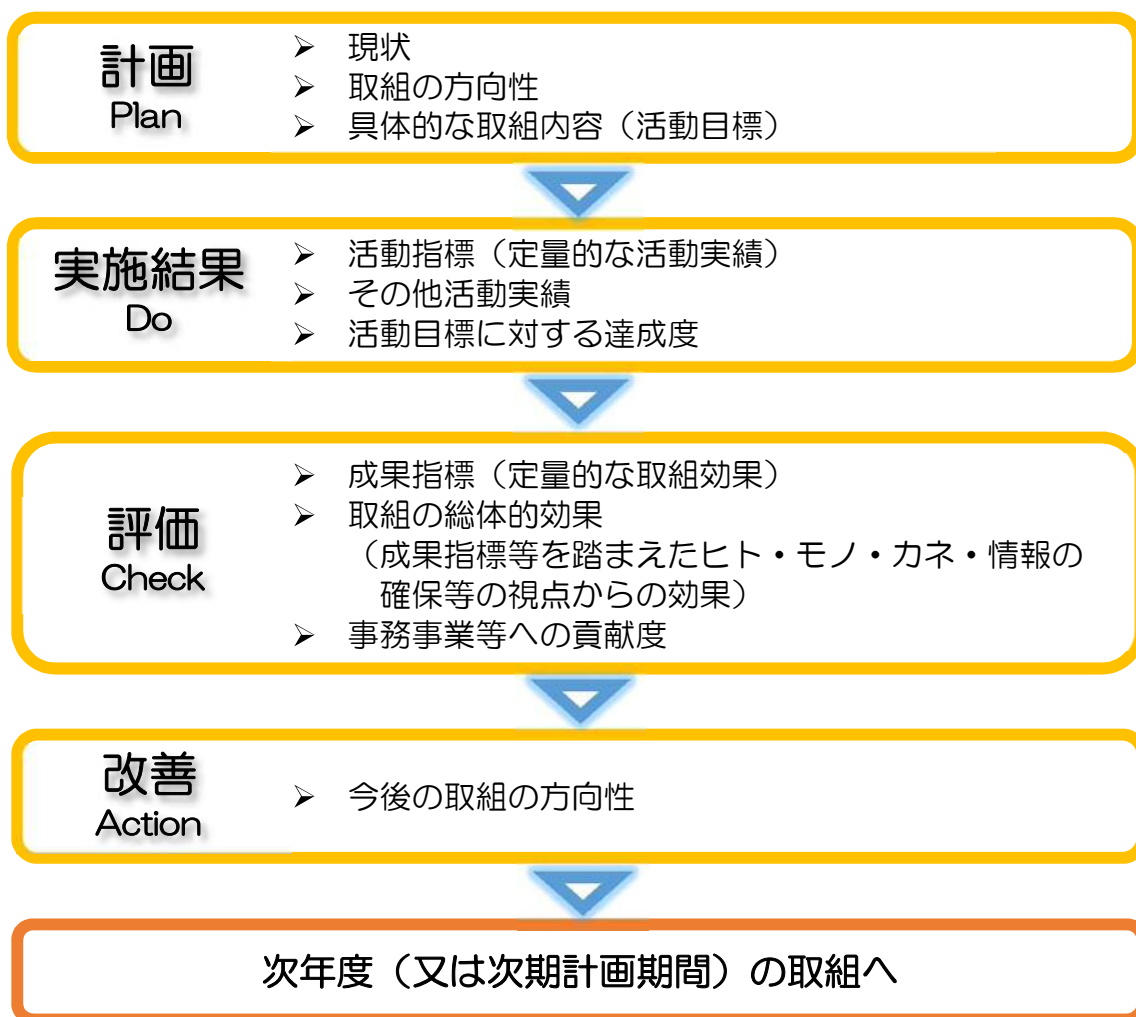 計画
Plan
➢ 現状
➢ 取組の方向性
➢ 具体的な取組内容（活動目標）
実施結果
Do
➢ 活動指標（定量的な活動実績）
➢ その他活動実績
➢ 活動目標に対する達成度
評価
Check
➢ 成果指標（定量的な取組効果）
➢ 取組の総体的効果
（成果指標等を踏まえたヒト・モノ・カネ・情報の
確保等の視点からの効果）
➢ 事務事業等への貢献度
改善
Action
➢ 今後の取組の方向性
次年度（又は次期計画期間）の取組へ